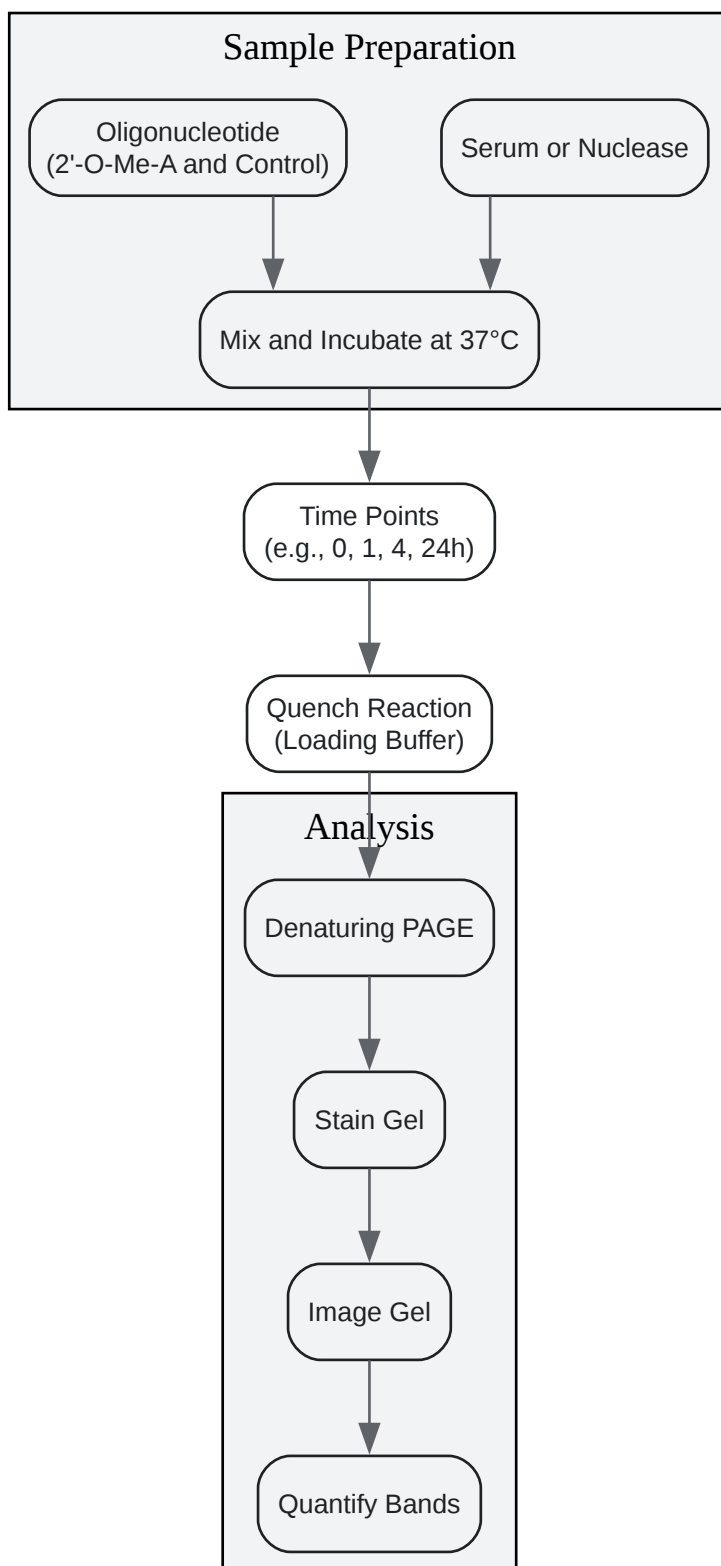 Sample Preparation
Oligonucleotide
(2'-O-Me-A and Control)
Serum or Nuclease
Mix and Incubate at 37°C
Time Points
(e.g., 0, 1, 4, 24h)
Quench Reaction
(Loading Buffer)
Analysis
Denaturing PAGE
Stain Gel
Image Gel
Quantify Bands